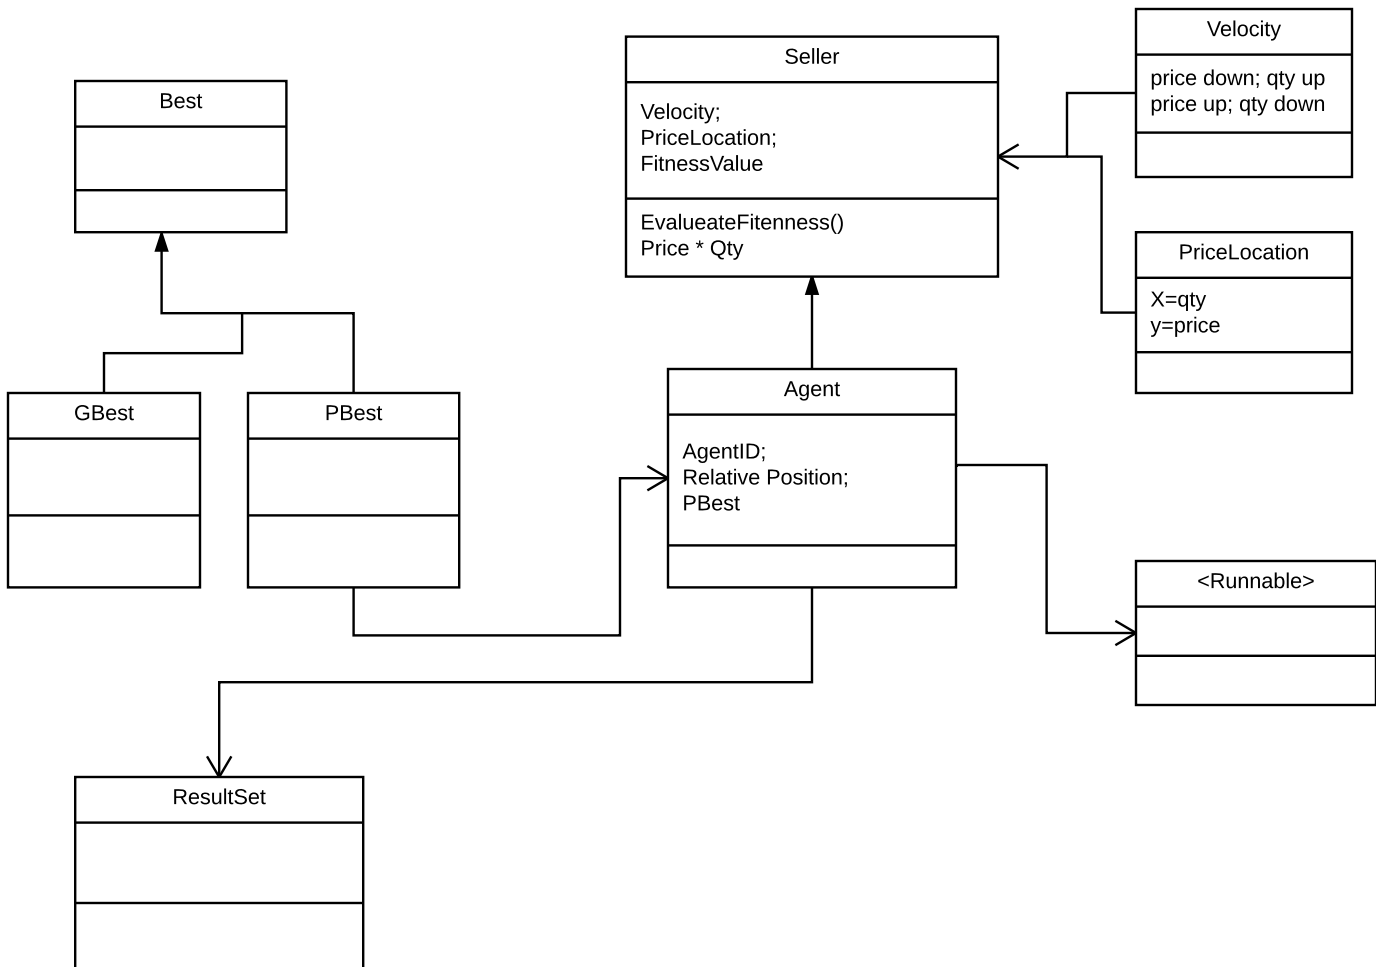 Velocity
price down; qty up
price up; qty down
Seller
Velocity;
PriceLocation;
FitnessValue
EvalueateFitenness()
Price * Qty
Best
PriceLocation
X=qty
y=price
GBest
PBest
Agent
AgentID;
Relative Position;
PBest
<Runnable>
ResultSet